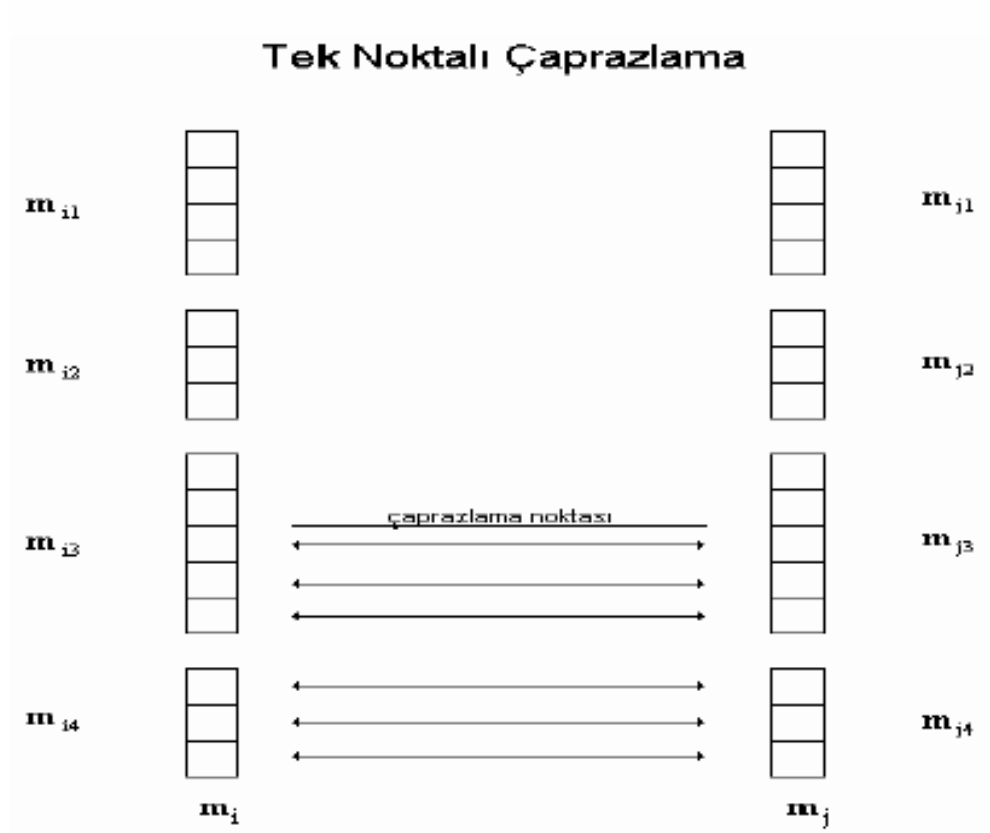 Tek Noktalı Çaprazlama
m i1
m j1
m i2
m j2
çaprazlama noktası
m i3
m j3
m i4
m j4
m i
m j